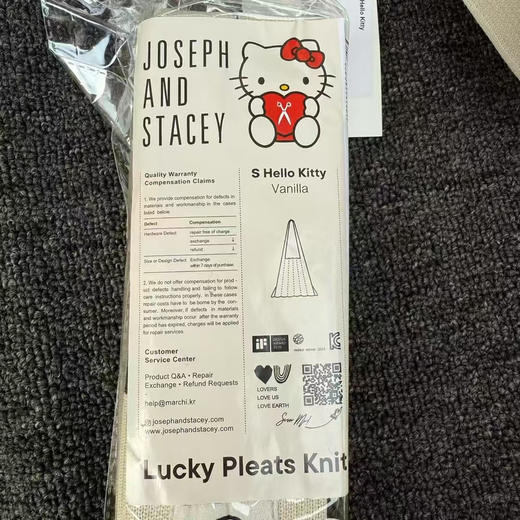 JOSEPH
AND
STACEY
Quality Warranty
Compensation Claims
1. We provide compensation for defects in
materials and workmanship in the cases
listed below.
Defect Compensation
Hardware Defect repair free of charge
exchange ↓
refund ↓
Size or Design Defect Exchange
within 7 days of purchase.
2. We do not offer compensation for prod-
uct defects handling and failing to follow
care instructions properly, in these cases
repair costs have to be borne by the con-
sumer. Moreover, if defects in materials
and workmanship occur after the warranty
period has expired, charges will be applied
for repair services.
Customer
Service Center
Product Q&A • Repair
Exchange • Refund Requests
-
help@marchi.kr
josephandstacey.com
www.josephandstacey.com
S Hello Kitty
Vanilla
iF
DESIGN
AWARD
LOVERS
LOVE US
LOVE EARTH
Lucky Pleats Knit
Hello Kitty